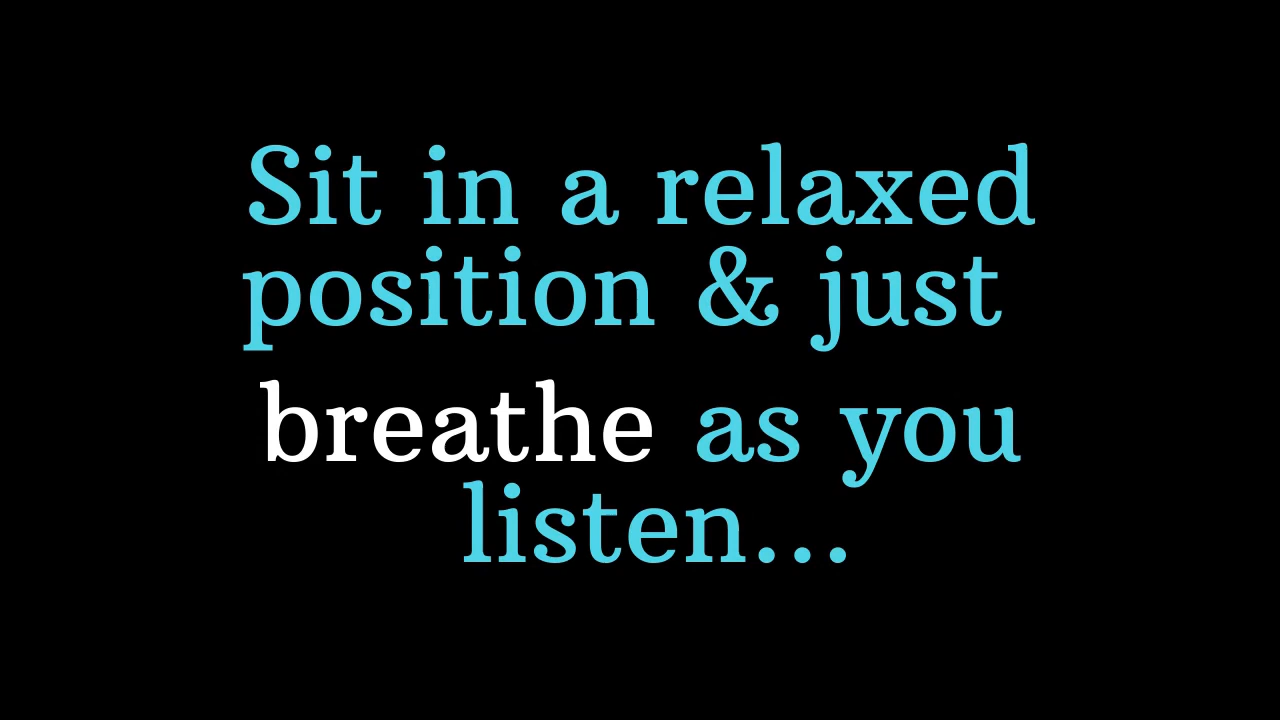 Sit in a relaxed
position & just
breathe as you
listen...